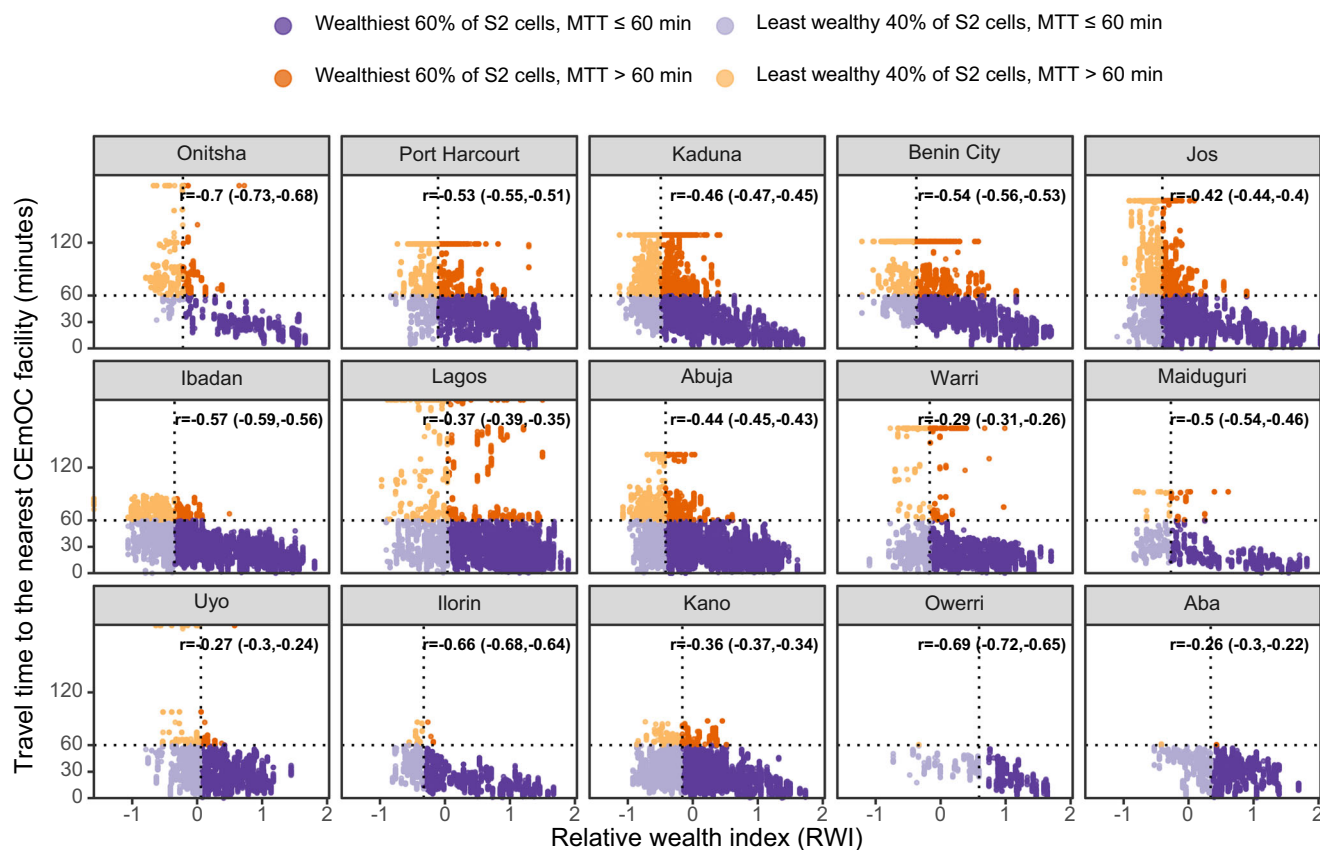 Wealthiest 60% of S2 cells, MTT ≤ 60 min
Least wealthy 40% of S2 cells, MTT ≤ 60 min
Wealthiest 60% of S2 cells, MTT > 60 min
Least wealthy 40% of S2 cells, MTT > 60 min
Travel time to the nearest CEmOC facility (minutes)
Onitsha
Port Harcourt
Kaduna
Benin City
Jos
r=-0.7 (-0.73,-0.68)
r=-0.53 (-0.55,-0.51)
r=-0.46 (-0.47,-0.45)
r=-0.54 (-0.56,-0.53)
r=-0.42 (-0.44,-0.4)
120
60
30
0
Ibadan
Lagos
Abuja
Warri
Maiduguri
r=-0.57 (-0.59,-0.56)
r=-0.37 (-0.39,-0.35)
r=-0.44 (-0.45,-0.43)
r=-0.29 (-0.31,-0.26)
r=-0.5 (-0.54,-0.46)
120
60
30
0
Uyo
Ilorin
Kano
Owerri
Aba
r=-0.27 (-0.3,-0.24)
r=-0.66 (-0.68,-0.64)
r=-0.36 (-0.37,-0.34)
r=-0.69 (-0.72,-0.65)
r=-0.26 (-0.3,-0.22)
120
60
30
0
-1 0 1 2
-1 0 1 2
-1 0 1 2
-1 0 1 2
-1 0 1 2
Relative wealth index (RWI)